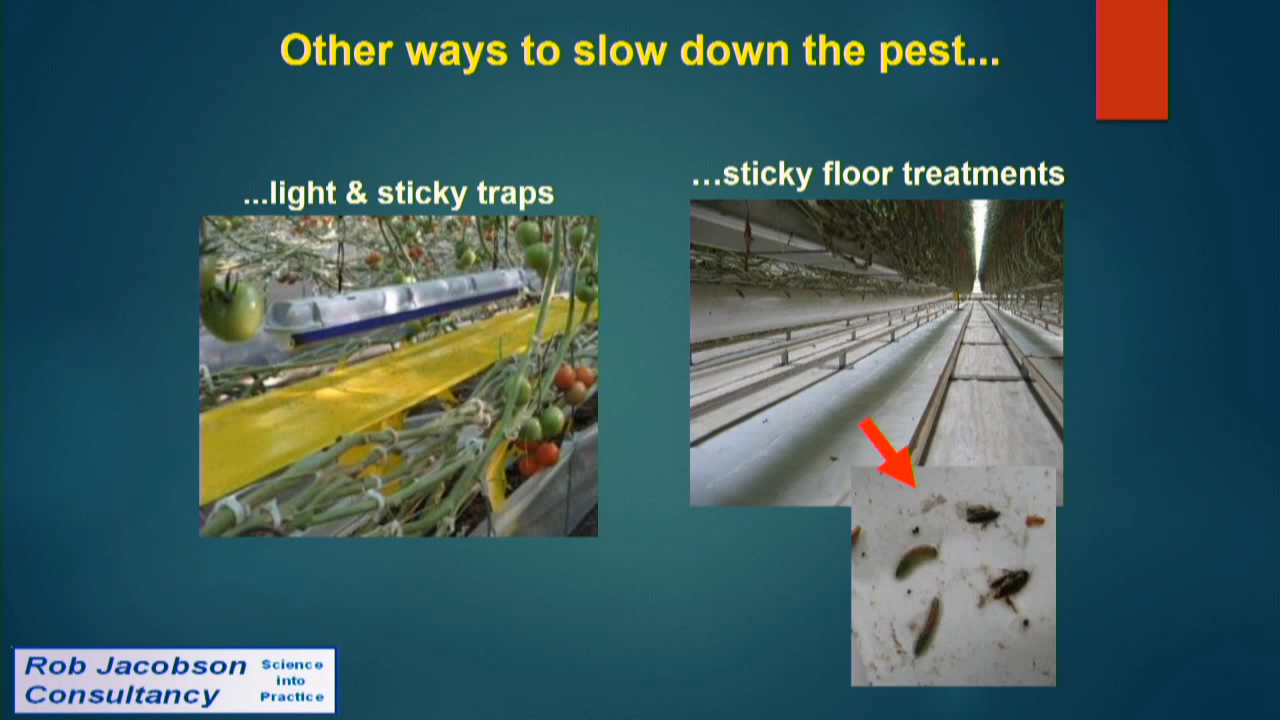 Other ways to slow down the pest...
...light & sticky traps
...sticky floor treatments
Rob Jacobson
Consultancy
Science
into
Practice